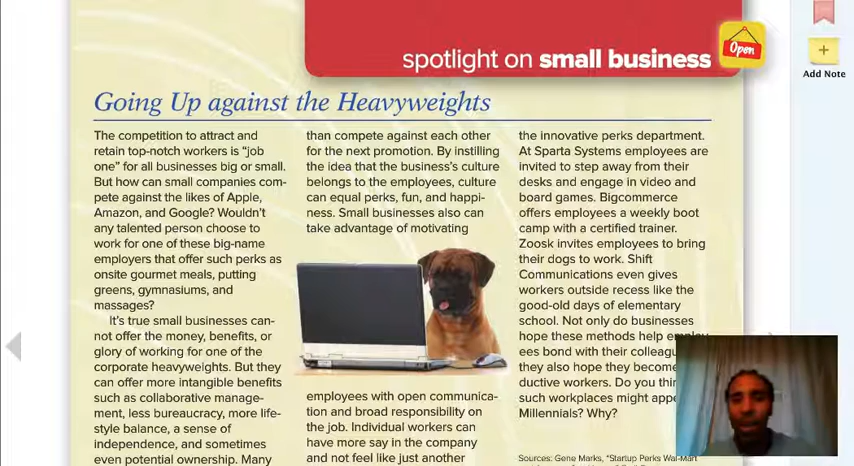 spotlight on small business
Open
Add Note
Going Up against the Heavyweights
The competition to attract and
retain top-notch workers is “job
one” for all businesses big or small.
But how can small companies com-
pete against the likes of Apple,
Amazon, and Google? Wouldn’t
any talented person choose to
work for one of these big-name
employers that offer such perks as
onsite gourmet meals, putting
greens, gymnasiums, and
massages?
It’s true small businesses can-
not offer the money, benefits, or
glory of working for one of the
corporate heavyweights. But they
can offer more intangible benefits
such as collaborative manage-
ment, less bureaucracy, more life-
style balance, a sense of
independence, and sometimes
even potential ownership. Many
than compete against each other
for the next promotion. By instilling
the idea that the business’s culture
belongs to the employees, culture
can equal perks, fun, and happi-
ness. Small businesses also can
take advantage of motivating
employees with open communica-
tion and broad responsibility on
the job. Individual workers can
have more say in the company
and not feel like just another
the innovative perks department.
At Sparta Systems employees are
invited to step away from their
desks and engage in video and
board games. Bigcommerce
offers employees a weekly boot
camp with a certified trainer.
Zoosk invites employees to bring
their dogs to work. Shift
Communications even gives
workers outside recess like the
good-old days of elementary
school. Not only do businesses
hope these methods help employ-
ees bond with their
they also hope they become
ductive workers. Do you
such workplaces might
Millennials? Why?
Sources: Gene Marks, “Startup Perks Wal-Mart